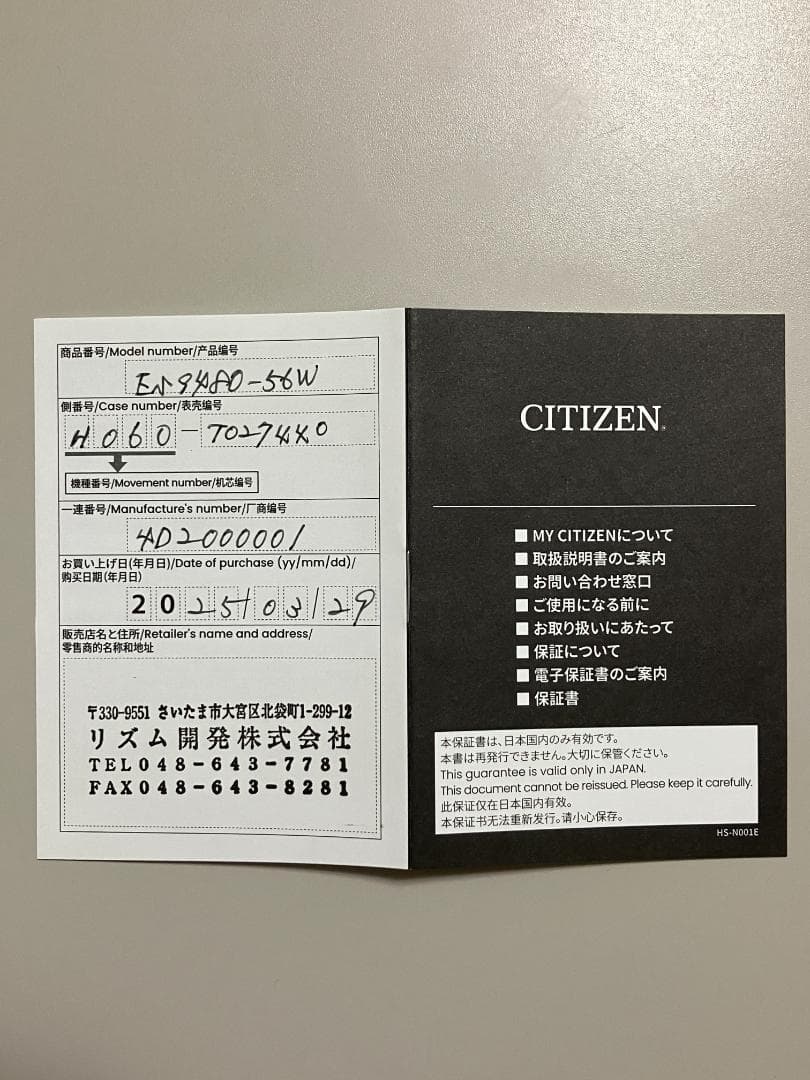 商品番号/Model number/产品编号
側番号/Case number/表壳编号
H060-T027440
機種番号/Movement number/机芯编号
一連番号/Manufacture's number/厂商编号
4D2000001
お買い上げ日(年月日)/Date of purchase (yy/mm/dd)/
购买日期(年月日)
2025/03/29
販売店名と住所/Retailer's name and address/
零售商的名称和地址
〒330-9551 さいたま市大宮区北袋町1-299-12
リズム開発株式会社
TEL048-643-7781
FAX048-643-8281
CITIZEN
■ MY CITIZENについて
■ 取扱説明書のご案内
■ お問い合わせ窓口
■ ご使用になる前に
■ お取り扱いにあたって
■ 保証について
■ 電子保証書のご案内
■ 保証書
本保証書は、日本国内のみ有効です。
本書は再発行できません。大切に保管ください。
This guarantee is valid only in JAPAN.
This document cannot be reissued. Please keep it carefully.
此保证仅在日本国内有效。
本保证书无法重新发行。请小心保存。
HS-N001E